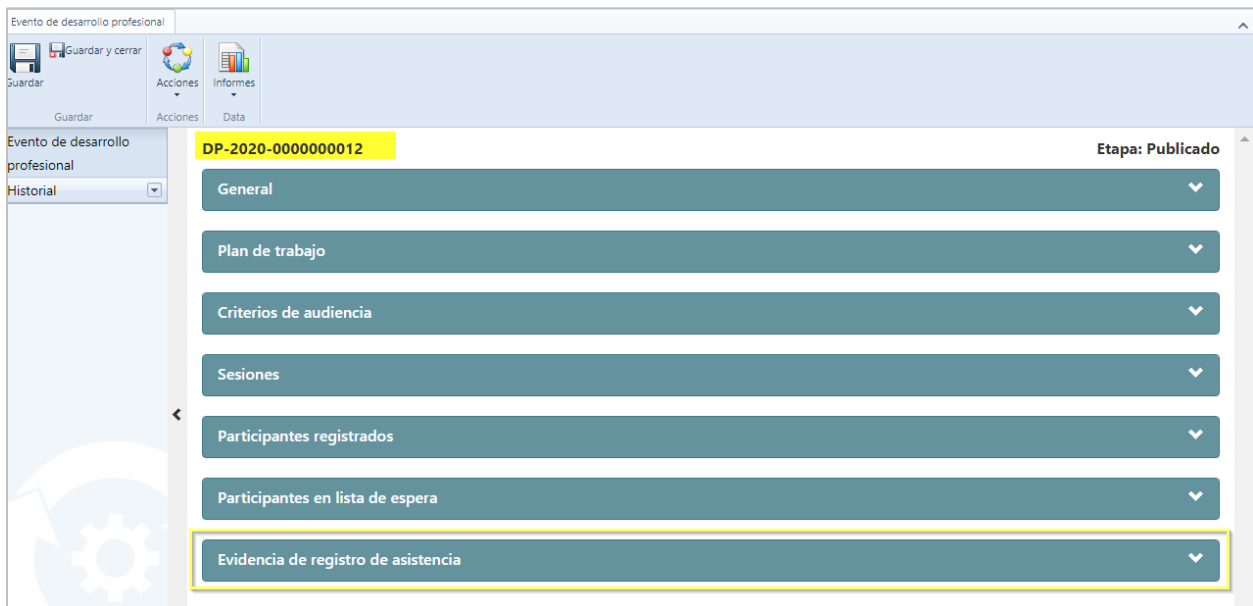 Evento de desarrollo profesional
Guardar y cerrar
Guardar
Acciones
Informes
Guardar
Acciones
Data
Evento de desarrollo
profesional
Historial
DP-2020-0000000012
Etapa: Publicado
General
Plan de trabajo
Criterios de audiencia
Sesiones
Participantes registrados
Participantes en lista de espera
Evidencia de registro de asistencia